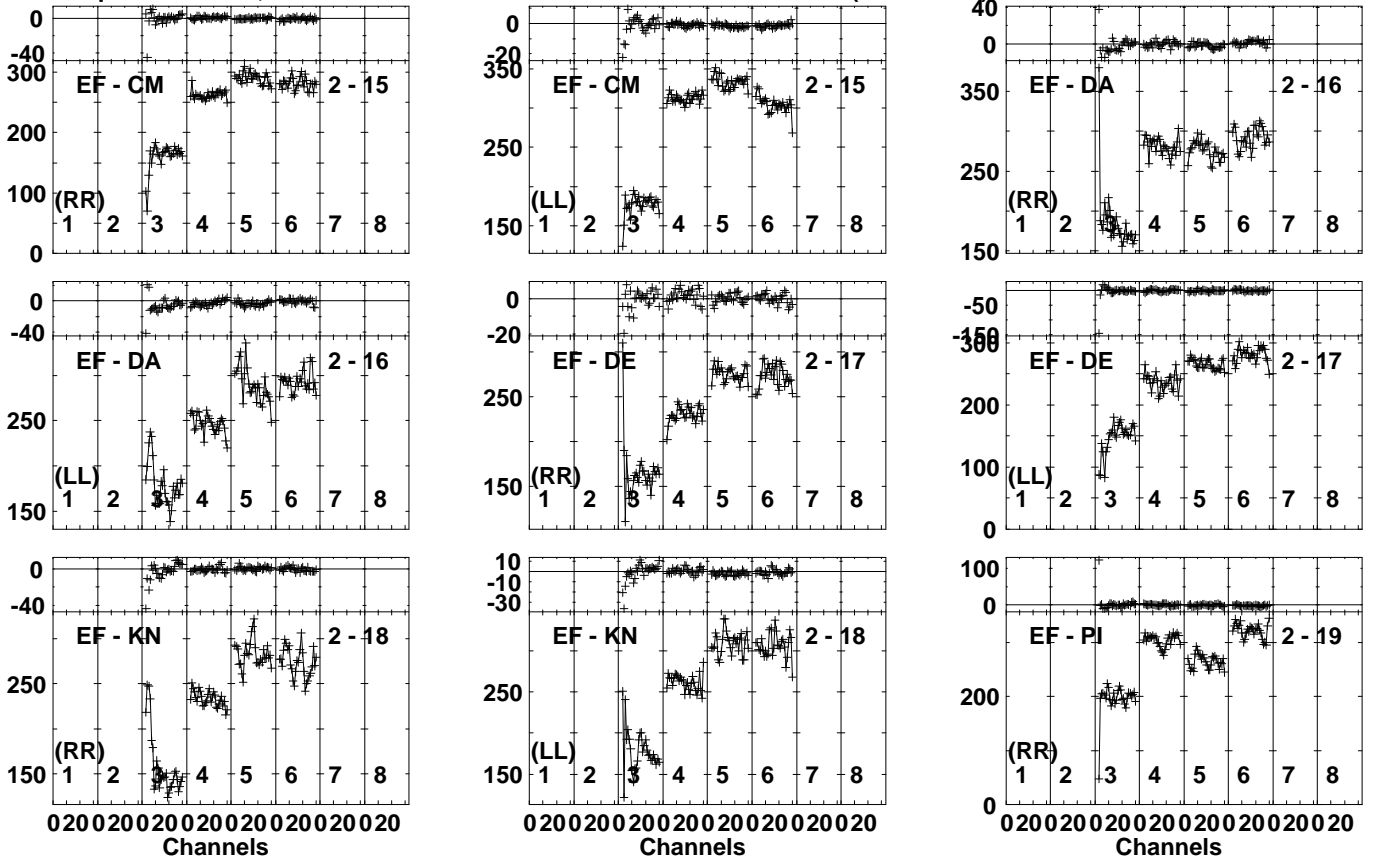 0 0 40
-40 -20 0
300 EF - CM 2 - 15 350 EF - CM 2 - 15 350 EF - DA 2 - 16
200 250 250
100 (RR) (LL) 150 (RR)
0 1 2 3 4 5 6 7 8 1 2 3 4 5 6 7 8 150 1 2 3 4 5 6 7 8
0 0 -50
-40 -20 -150
EF - DA 2 - 16 EF - DE 2 - 17 300 EF - DE 2 - 17
250 250 200
(LL) (RR) 100 (LL)
150 1 2 3 4 5 6 7 8 150 1 2 3 4 5 6 7 8 0 1 2 3 4 5 6 7 8
0 10 100
-40 -10 0
-30
EF - KN 2 - 18 EF - KN 2 - 18 EF - PI 2 - 19
250 250 200
(RR) (LL) (RR)
150 1 2 3 4 5 6 7 8 150 1 2 3 4 5 6 7 8 0 1 2 3 4 5 6 7 8
0 20 0 20 0 20 0 20 0 20 0 20 0 20 0 20 0 20 0 20 0 20 0 20 0 20 0 20 0 20 0 20 0 20 0 20 0 20 0 20 0 20 0 20 0 20 0 20
Channels Channels Channels